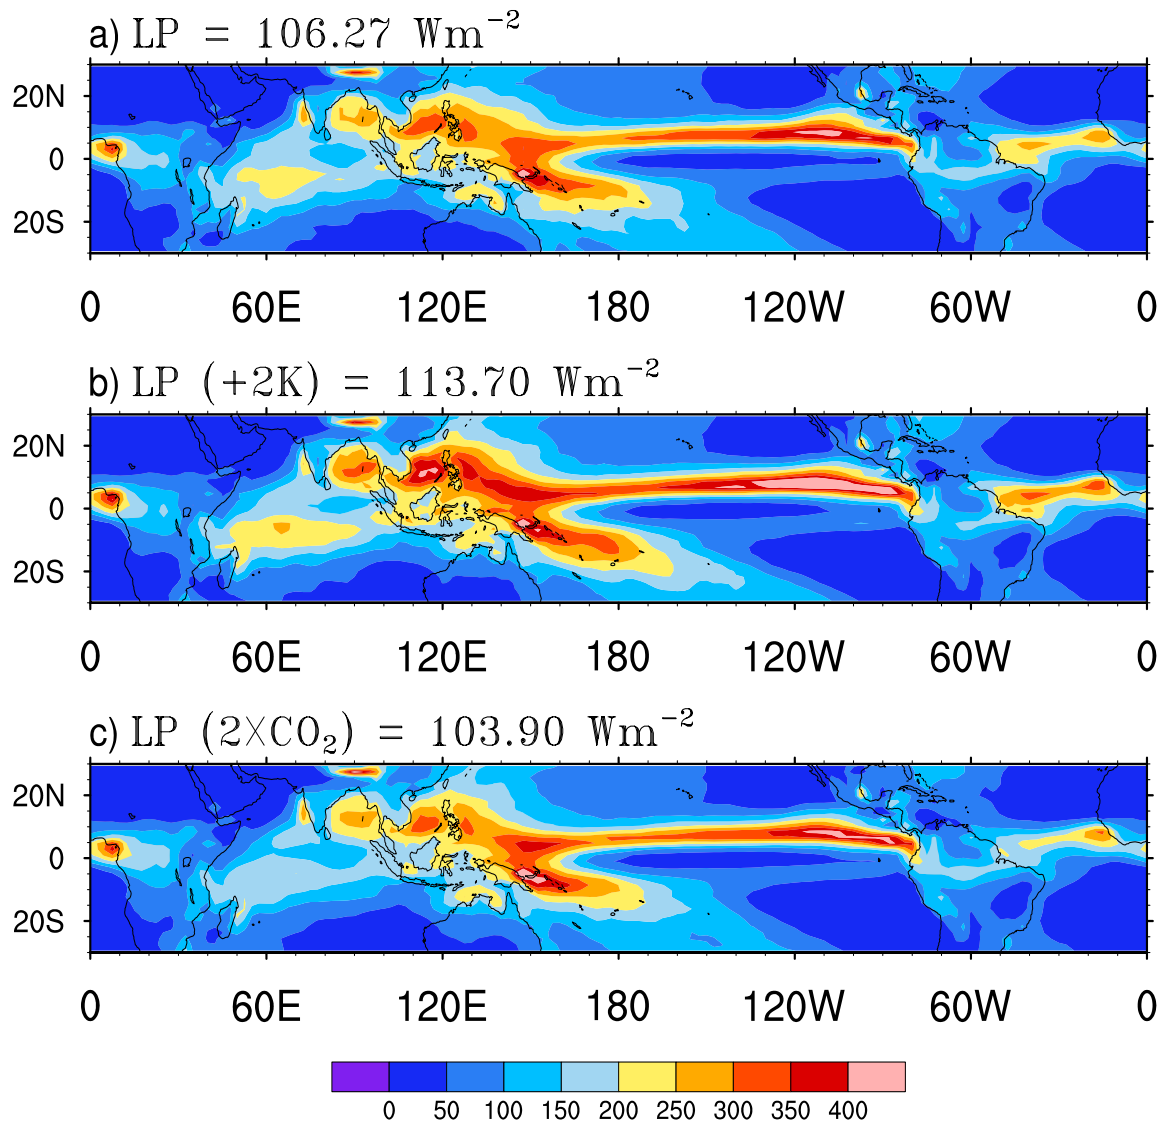 a) LP = 106.27 Wm⁻²
20N
0
20S
0 60E 120E 180 120W 60W 0
b) LP (+2K) = 113.70 Wm⁻²
20N
0
20S
0 60E 120E 180 120W 60W 0
c) LP (2XCO₂) = 103.90 Wm⁻²
20N
0
20S
0 60E 120E 180 120W 60W 0
0 50 100 150 200 250 300 350 400